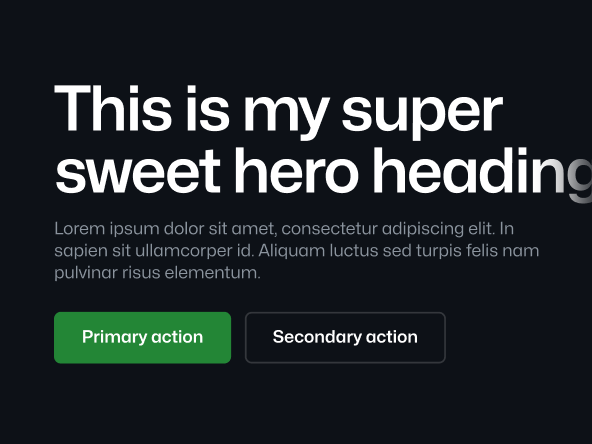 This is my super
sweet hero heading
Lorem ipsum dolor sit amet, consectetur adipiscing elit. In
sapien sit ullamcorper id. Aliquam luctus sed turpis felis nam
pulvinar risus elementum.
Primary action
Secondary action